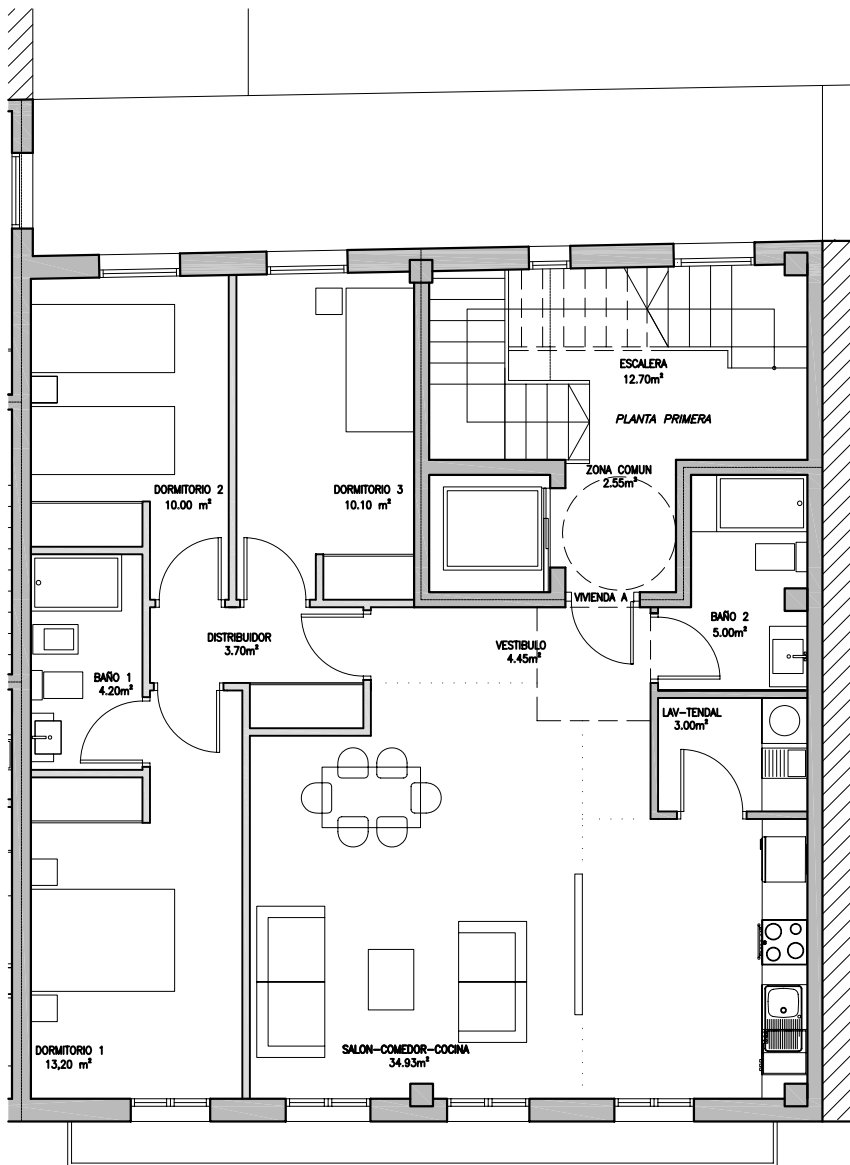 ESCALERA
12.70m²
PLANTA PRIMERA
ZONA COMUN
2.55m²
DORMITORIO 2
10.00 m²
DORMITORIO 3
10.10 m²
VIVIENDA A
BAÑO 2
5.00m²
DISTRIBUIDOR
3.70m²
VESTIBULO
4.45m²
BAÑO 1
4.20m²
LAV-TENDAL
3.00m²
DORMITORIO 1
13,20 m²
SALON-COMEDOR-COCINA
34.93m²